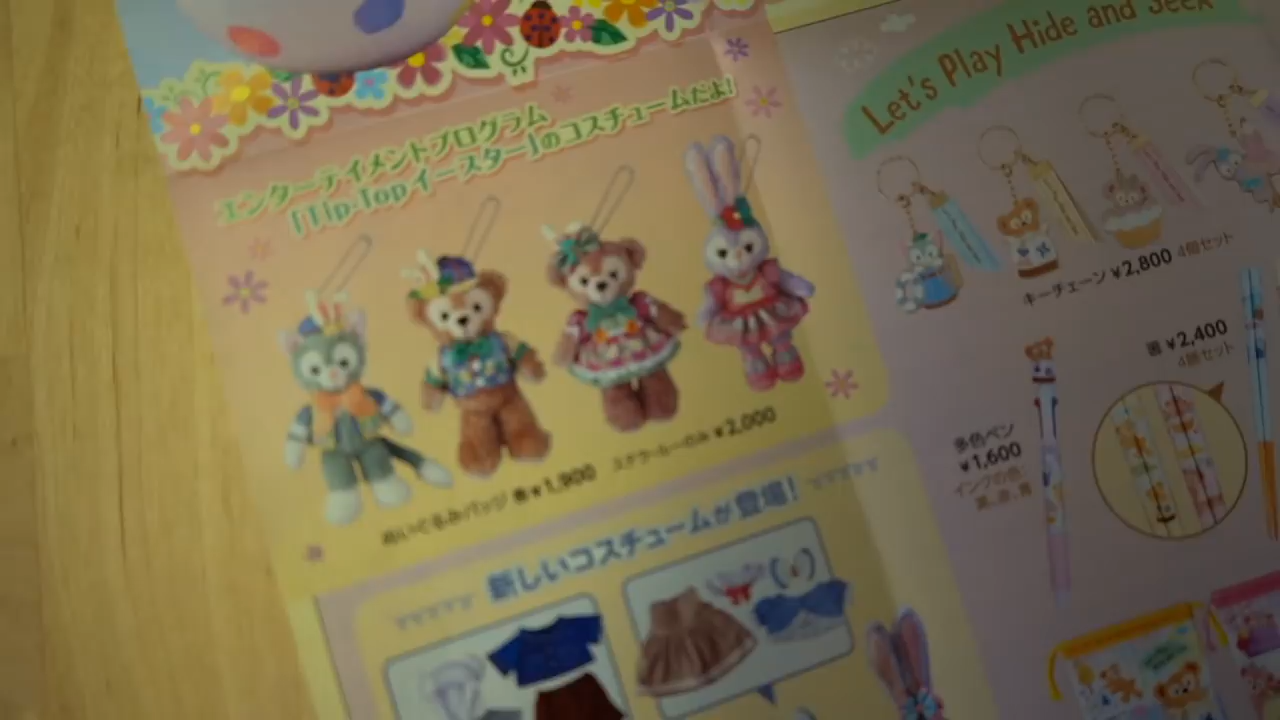 エンターテイメントプログラム
「Tip-Topイースター」のコスチュームだよ!
ぬいぐるみバッジ 各¥1,900 ステラ・ルーのみ ¥2,000
新しいコスチュームが登場!
Let's Play Hide and Seek
キーチェーン ¥2,800 4個セット
箸 ¥2,400
4膳セット
多色ペン
¥1,600
インクの色:
黒、赤、青